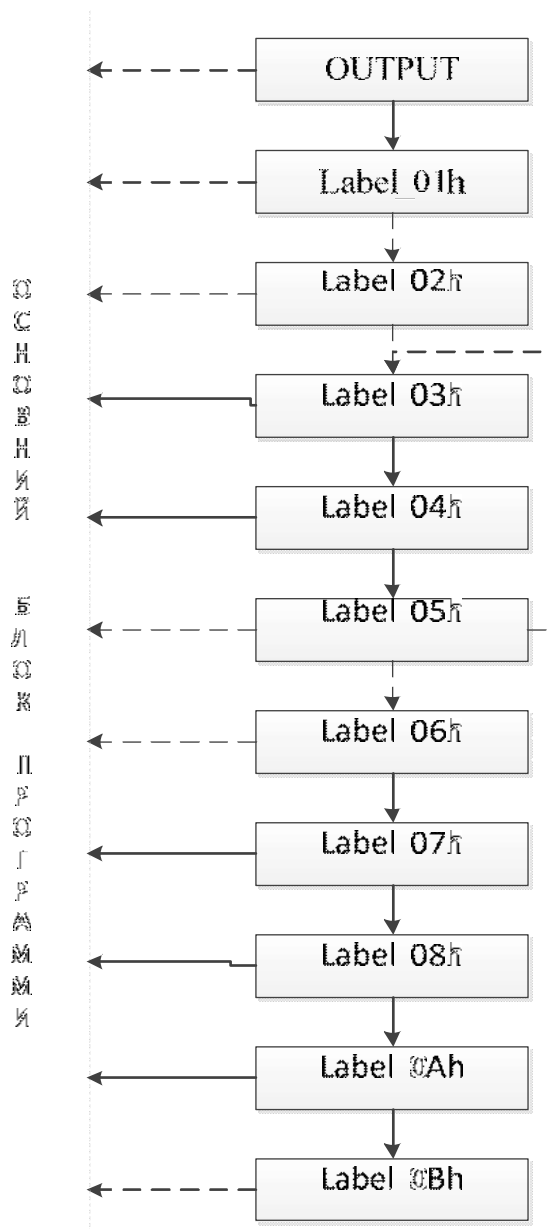 OUTPUT
Label_01h
Label 02h
Label 03h
Label 04h
Label 05h
Label 06h
Label 07h
Label 08h
Label 0Ah
Label 0Bh
ОСНОВНИЙ БЛОК ПРОГРАММИ